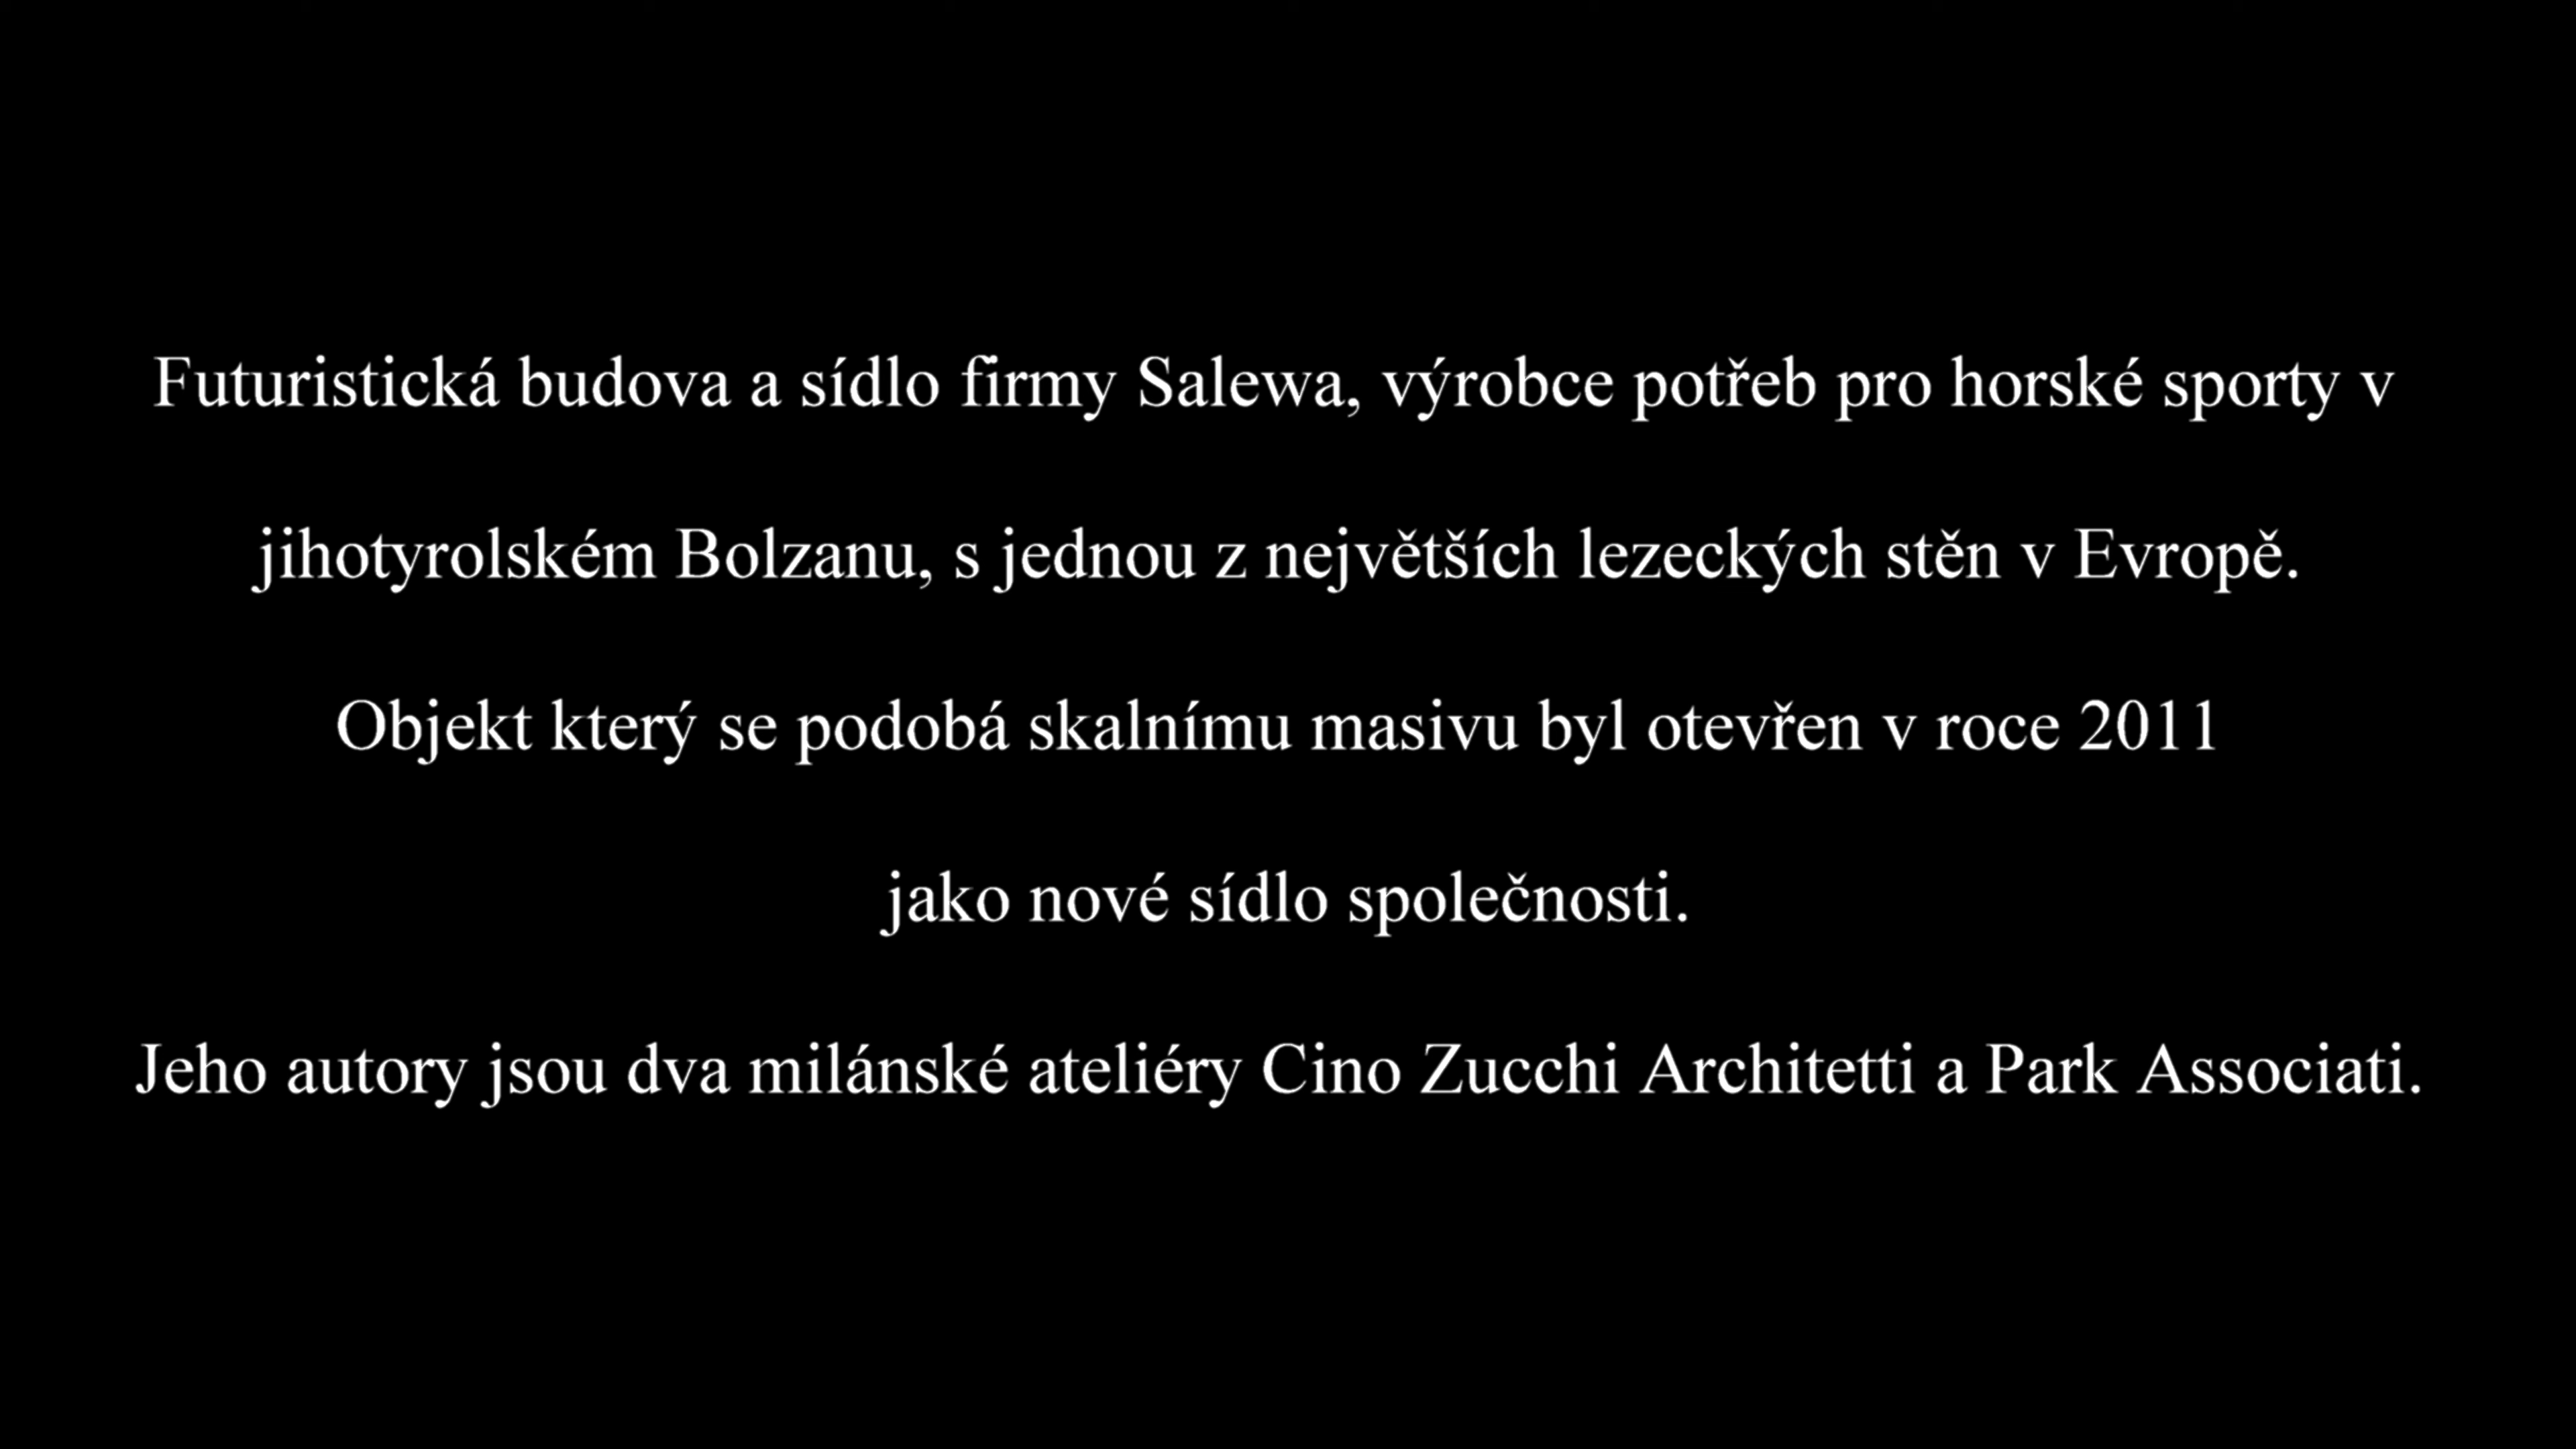 Futuristická budova a sídlo firmy Salewa, výrobce potřeb pro horské sporty v
jihotyrolském Bolzanu, s jednou z největších lezeckých stěn v Evropě.
Objekt který se podobá skalnímu masivu byl otevřen v roce 2011
jako nové sídlo společnosti.
Jeho autory jsou dva milánské ateliéry Cino Zucchi Architetti a Park Associati.